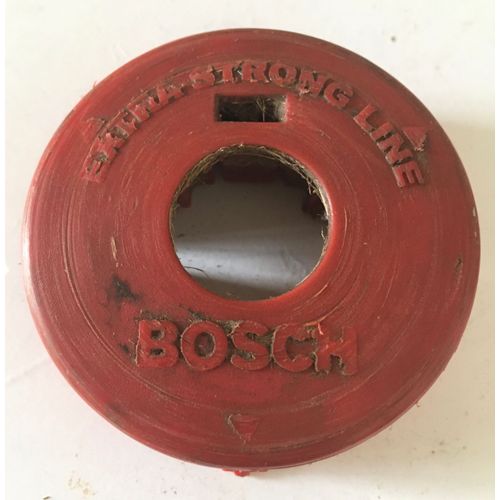 EXTRA STRONG LINE
BOSCH